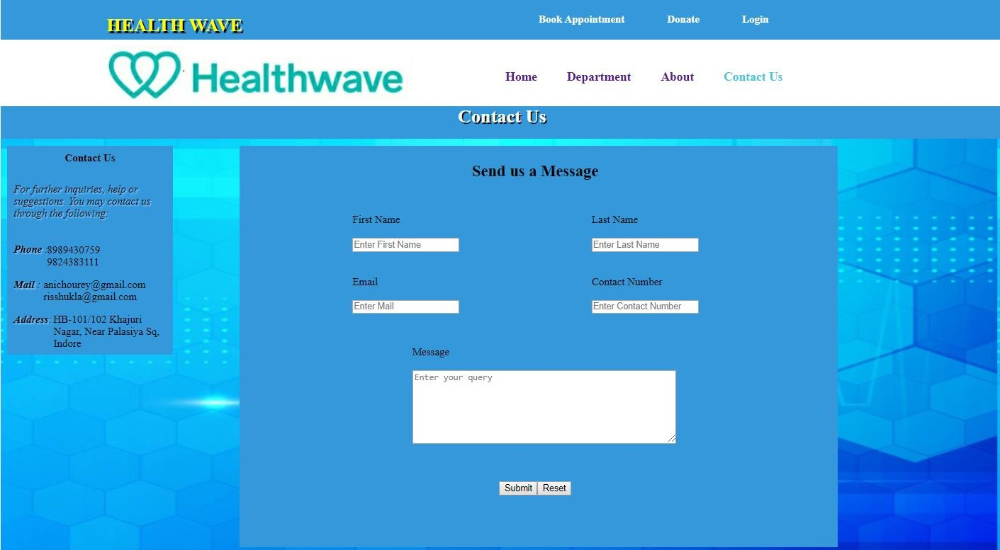 HEALTH WAVE
Book Appointment Donate Login
Healthwave
Home Department About Contact Us
Contact Us
Contact Us
For further inquiries, help or
suggestions. You may contact us
through the following:
Phone :8989430759
9824383111
Mail : anichourey@gmail.com
risshukla@gmail.com
Address: HB-101/102 Khajuri
Nagar, Near Palasiya Sq,
Indore
Send us a Message
First Name Last Name
Enter First Name Enter Last Name
Email Contact Number
Enter Mail Enter Contact Number
Message
Enter your query
Submit Reset